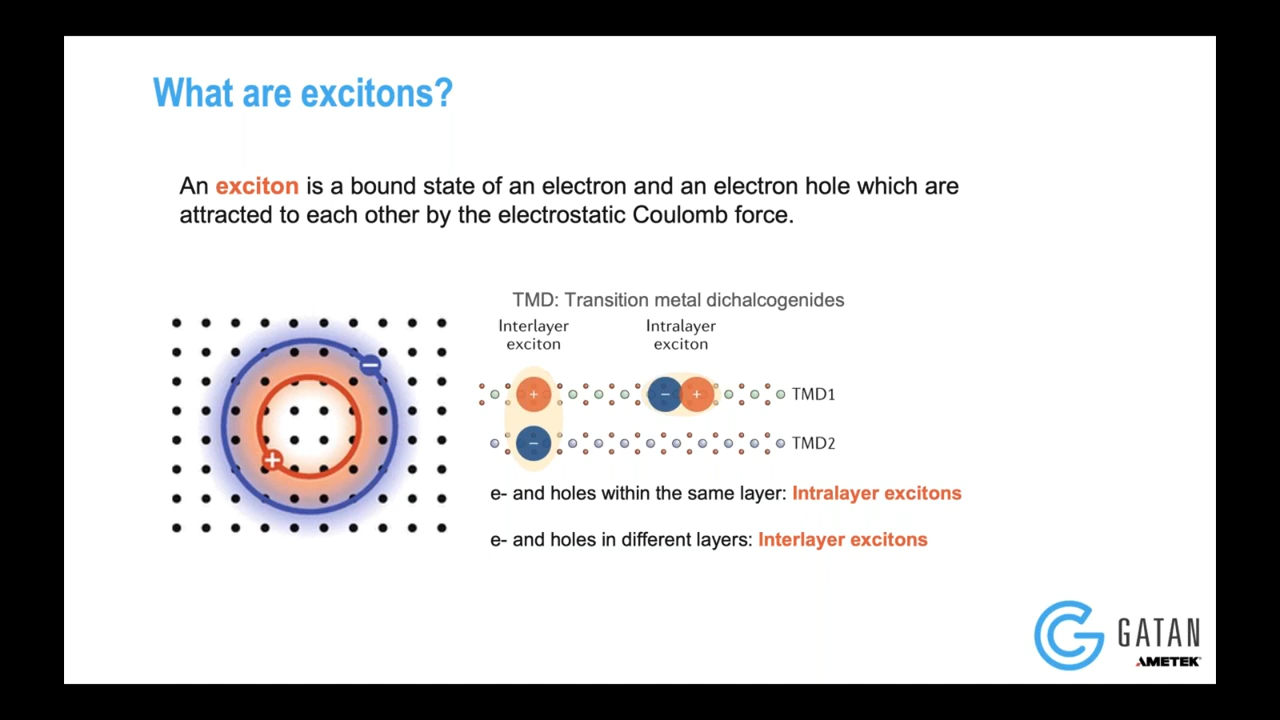 What are excitons?
An exciton is a bound state of an electron and an electron hole which are
attracted to each other by the electrostatic Coulomb force.
TMD: Transition metal dichalcogenides
Interlayer
exciton
Intralayer
exciton
−
+
+
−
+
TMD1
−
TMD2
e- and holes within the same layer: Intralayer excitons
e- and holes in different layers: Interlayer excitons
GATAN
AMETEK